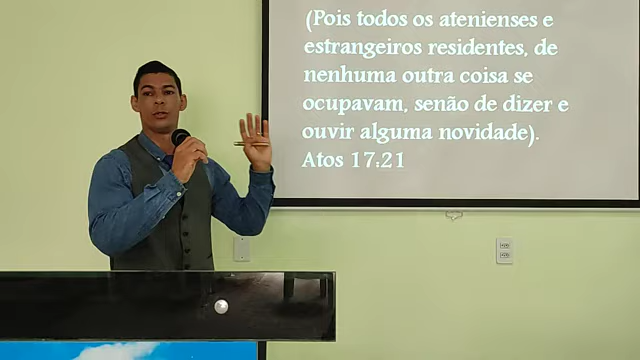 (Pois todos os atenienses e
estrangeiros residentes, de
nenhuma outra coisa se
ocupavam, senão de dizer e
ouvir alguma novidade).
Atos 17:21